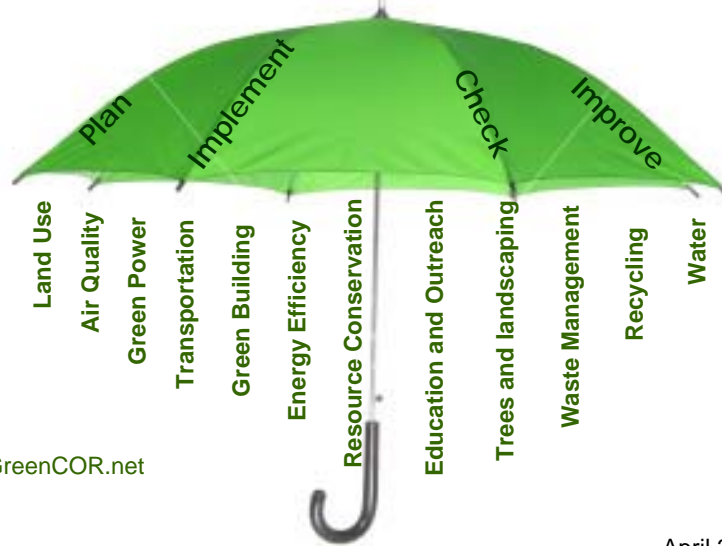 Plan
Implement
Check
Improve
Land Use
Air Quality
Green Power
Transportation
Green Building
Energy Efficiency
Resource Conservation
Education and Outreach
Trees and landscaping
Waste Management
Recycling
Water
GreenCOR.net
April